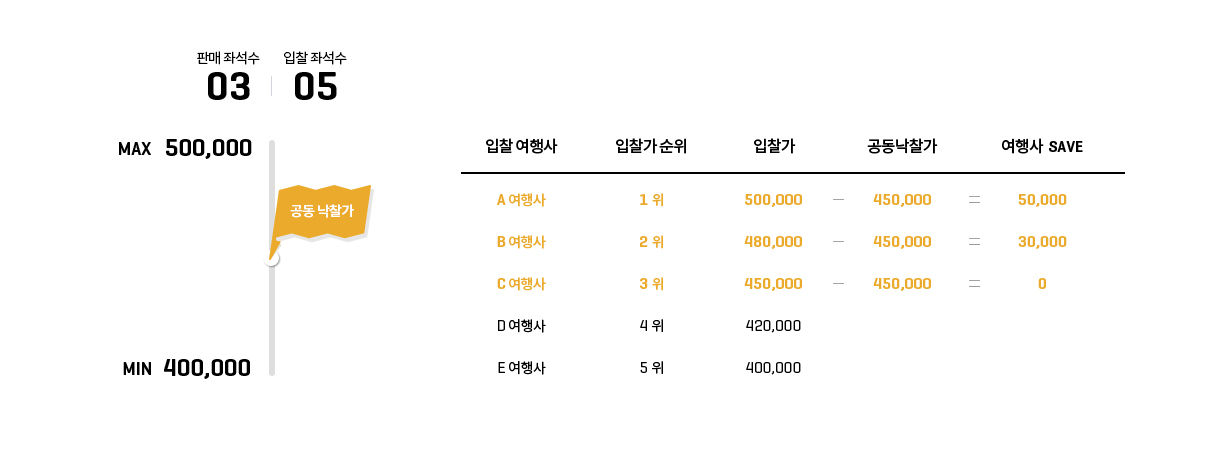 판매 좌석수 입찰 좌석수
03 05
MAX 500,000
공동 낙찰가
MIN 400,000
입찰 여행사 입찰가 순위 입찰가 공동낙찰가 여행사 SAVE
A 여행사 1 위 500,000 － 450,000 = 50,000
B 여행사 2 위 480,000 － 450,000 = 30,000
C 여행사 3 위 450,000 － 450,000 = 0
D 여행사 4 위 420,000
E 여행사 5 위 400,000